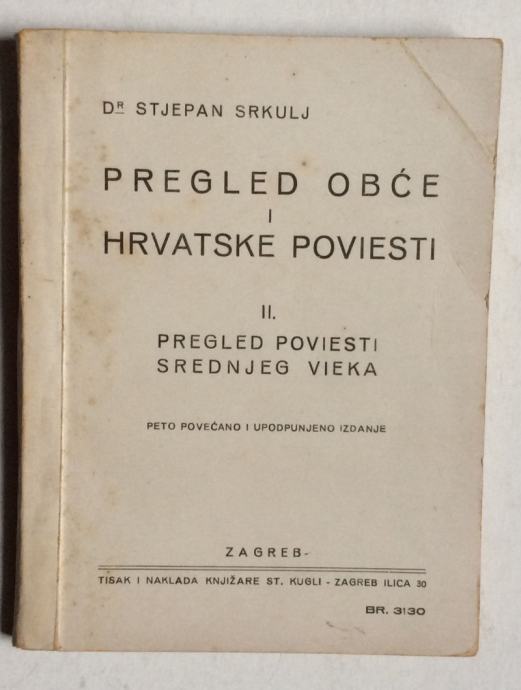 DR STJEPAN SRKULJ
PREGLED OBĆE
I
HRVATSKE POVIESTI
II.
PREGLED POVIESTI
SREDNJEG VIEKA
PETO POVEĆANO I UPODPUNJENO IZDANJE
ZAGREB
TISAK I NAKLADA KNJIŽARE ST. KUGLI - ZAGREB ILICA 30
BR. 3130